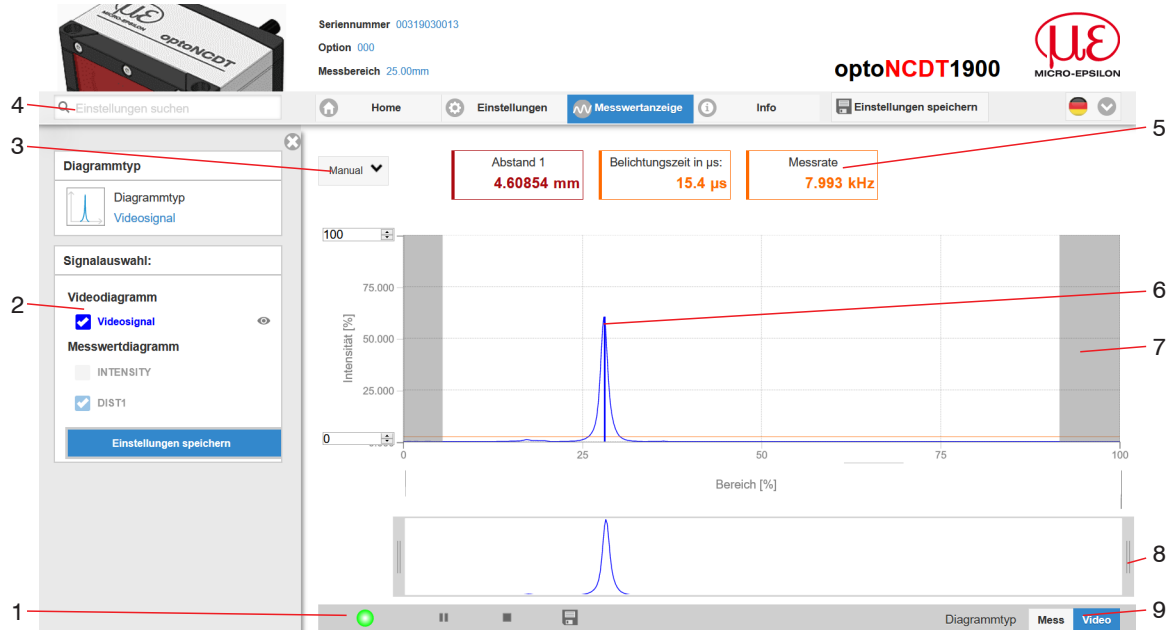 Seriennummer 00319030013
Option 000
Messbereich 25.00mm
MICRO-EPSILON
optoNCDT
optoNCDT1900
με
MICRO-EPSILON
4
Einstellungen suchen
Home
Einstellungen
Messwertanzeige
Info
Einstellungen speichern
5
3
Diagrammtyp
Diagrammtyp
Videosignal
Manual
Abstand 1
4.60854 mm
Belichtungszeit in µs:
15.4 µs
Messrate
7.993 kHz
Signalauswahl:
2
Videodiagramm
Videosignal
Messwertdiagramm
INTENSITY
DIST1
Einstellungen speichern
100
75.000
50.000
25.000
0
Intensität [%]
6
7
0
25
50
75
100
Bereich [%]
8
1
Diagrammtyp
Mess
Video
9